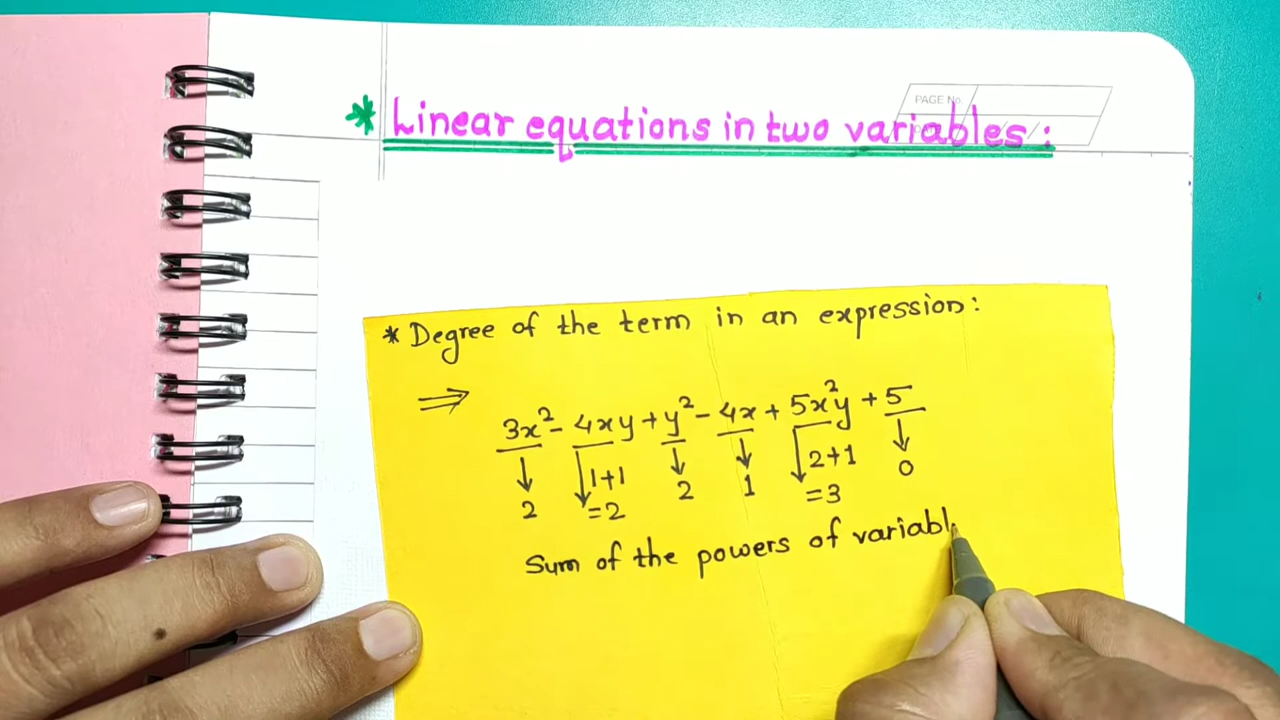 PAGE No.
* Linear equations in two variables :
* Degree of the term in an expression:
⇒ 3x² - 4xy + y² - 4x + 5x²y + 5
↓ ↓ 1+1 ↓ ↓ ↓ 2+1 ↓
2 =2 2 1 =3 0
Sum of the powers of variabl